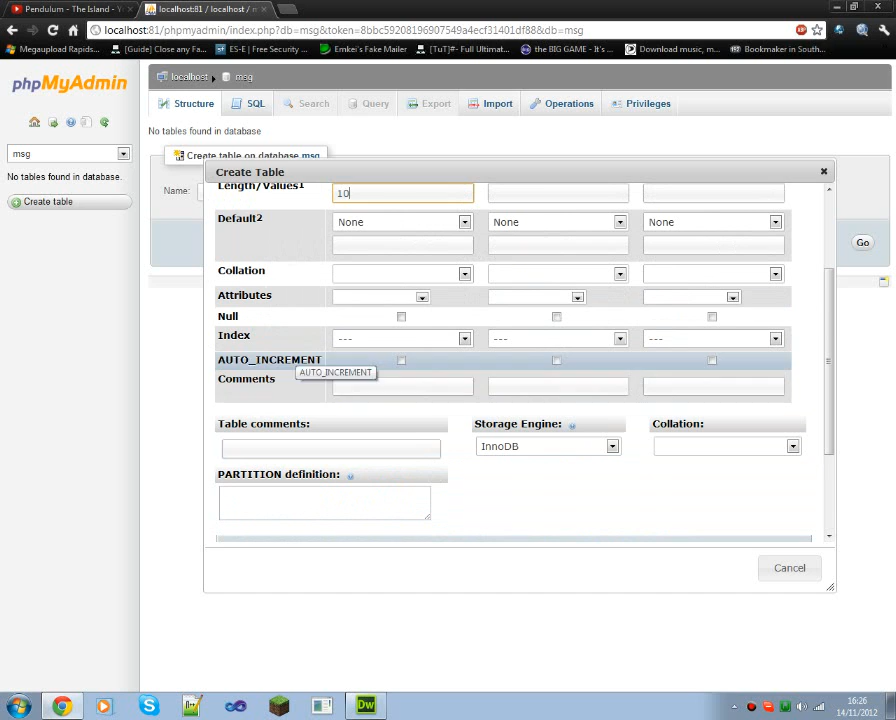 Pendulum - The Island - Y
localhost:81 / localhost / m
localhost:81/phpmyadmin/index.php?db=msg&token=8bbc59208196907549a4ecf31401df88&db=msg
Megaupload Rapids...
[Guide] Close any Fa...
ES-E | Free Security ...
Emkei's Fake Mailer
[TuT]#- Full Ultimat...
the BIG GAME - It's ...
Download music, m...
Bookmaker in South...
phpMyAdmin
localhost
msg
Structure
SQL
Search
Query
Export
Import
Operations
Privileges
msg
No tables found in database.
Create table
No tables found in database
Create table on database msg
Name:
Go
Create Table
Length/Values1
10
Default2
None
None
None
Collation
Attributes
Null
Index
---
---
---
AUTO_INCREMENT
AUTO_INCREMENT
Comments
Table comments:
Storage Engine:
Collation:
InnoDB
PARTITION definition:
Cancel
Dw
16:26
14/11/2012